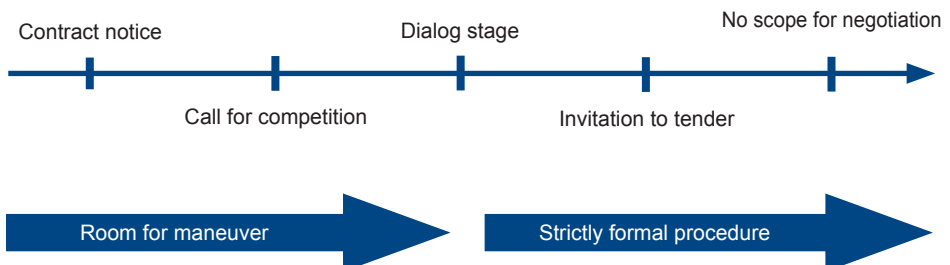 Contract notice
Dialog stage
No scope for negotiation
Call for competition
Invitation to tender
Room for maneuver
Strictly formal procedure